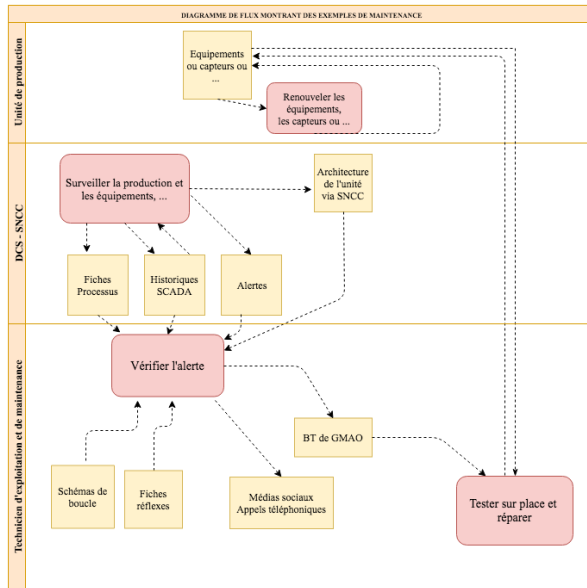 DIAGRAMME DE FLUX MONTRANT DES EXEMPLES DE MAINTENANCE
Unité de production
Equipements
ou capteurs ou
...
Renouveler les
équipements,
les capteurs ou ...
DCS - SNCC
Surveiller la production et
les équipements, ...
Architecture
de l'unité
via SNCC
Fiches
Processus
Historiques
SCADA
Alertes
Technicien d'exploitation et de maintenance
Vérifier l'alerte
BT de GMAO
Schémas de
boucle
Fiches
réflexes
Médias sociaux
Appels téléphoniques
Tester sur place et
réparer